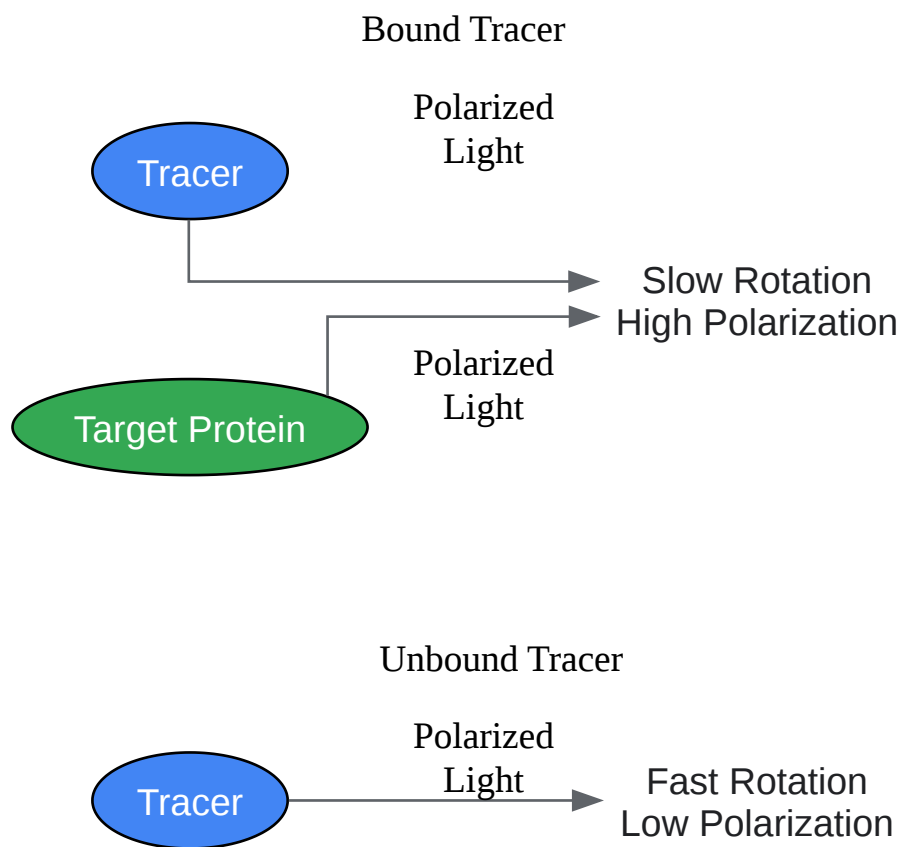 Bound Tracer
Polarized
Light
Tracer
Slow Rotation
High Polarization
Polarized
Light
Target Protein
Unbound Tracer
Polarized
Light
Tracer
Fast Rotation
Low Polarization